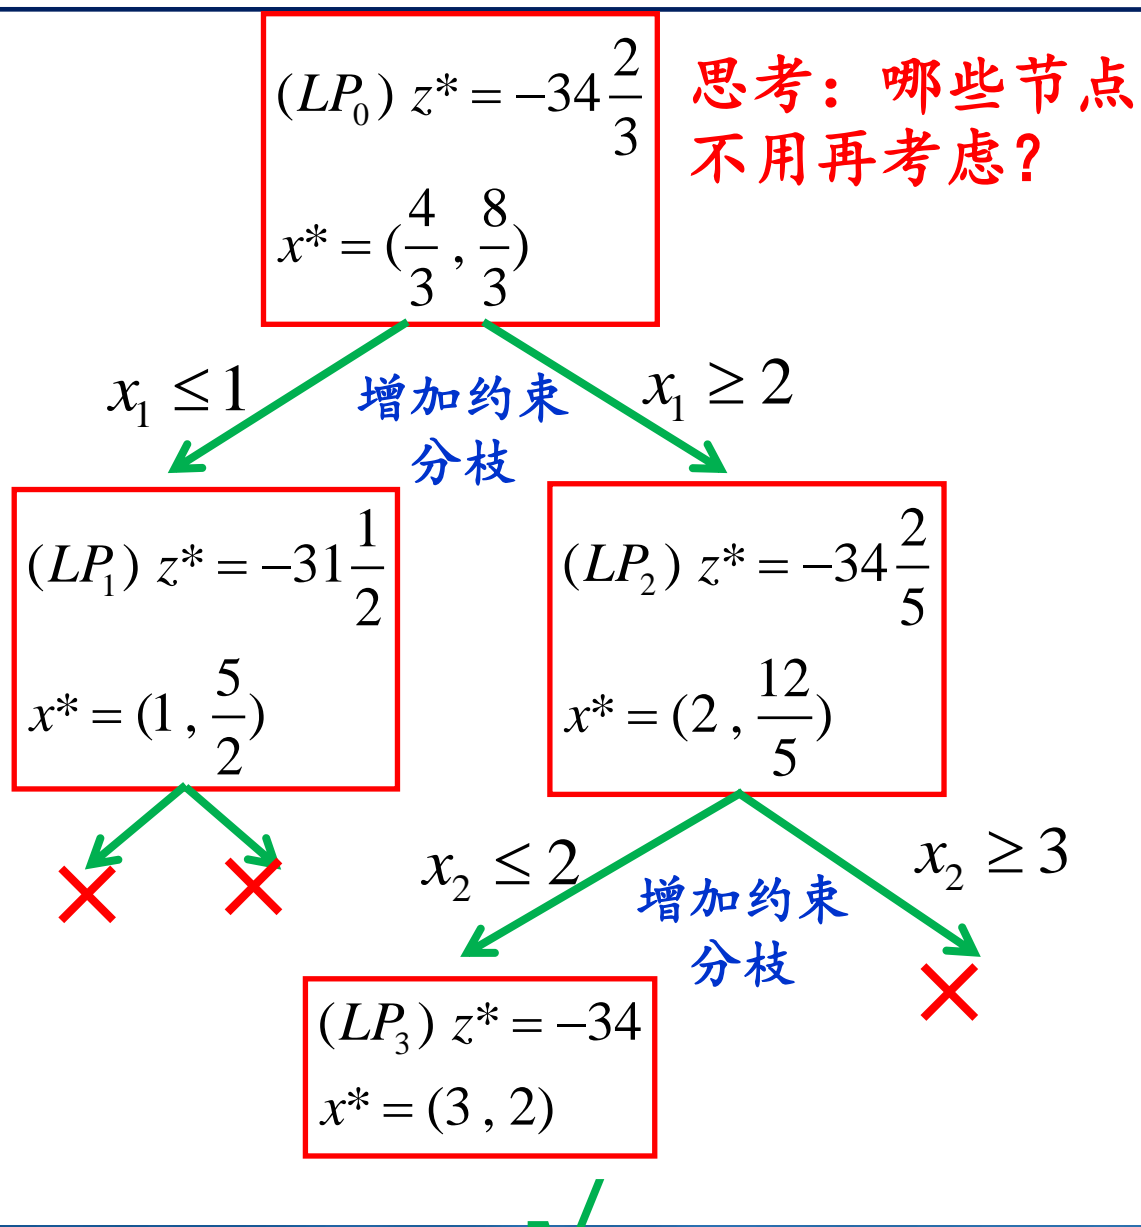 (LP₀) z* = −34 2/3
x* = (4/3 , 8/3)
思考：哪些节点
不用再考虑？
x₁ ≤ 1
增加约束
分枝
x₁ ≥ 2
(LP₁) z* = −31 1/2
x* = (1 , 5/2)
(LP₂) z* = −34 2/5
x* = (2 , 12/5)
x₂ ≤ 2
增加约束
分枝
x₂ ≥ 3
(LP₃) z* = −34
x* = (3 , 2)